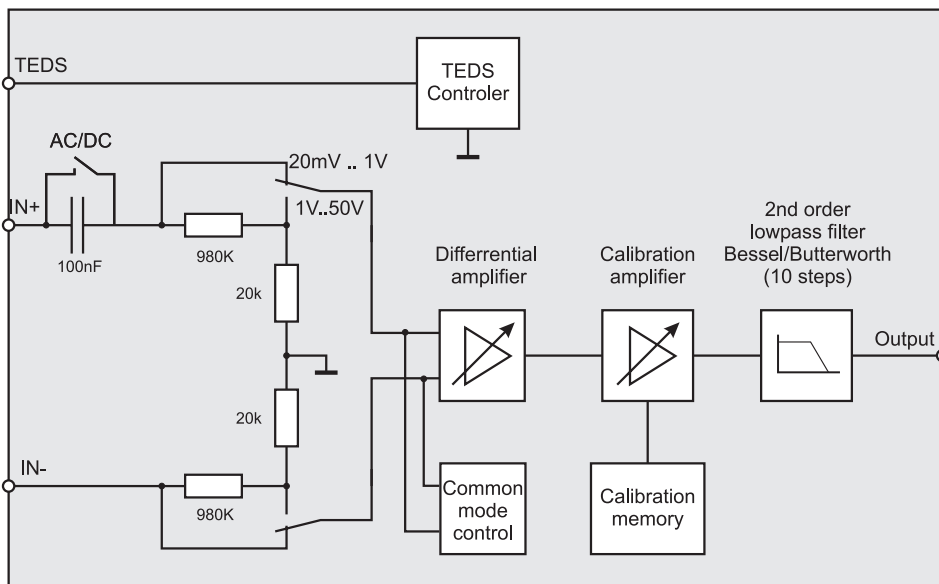 TEDS
TEDS
Controler
AC/DC
IN+
100nF
20mV .. 1V
1V..50V
980K
20k
20k
IN-
980K
Differrential
amplifier
Calibration
amplifier
2nd order
lowpass filter
Bessel/Butterworth
(10 steps)
Output
Common
mode
control
Calibration
memory